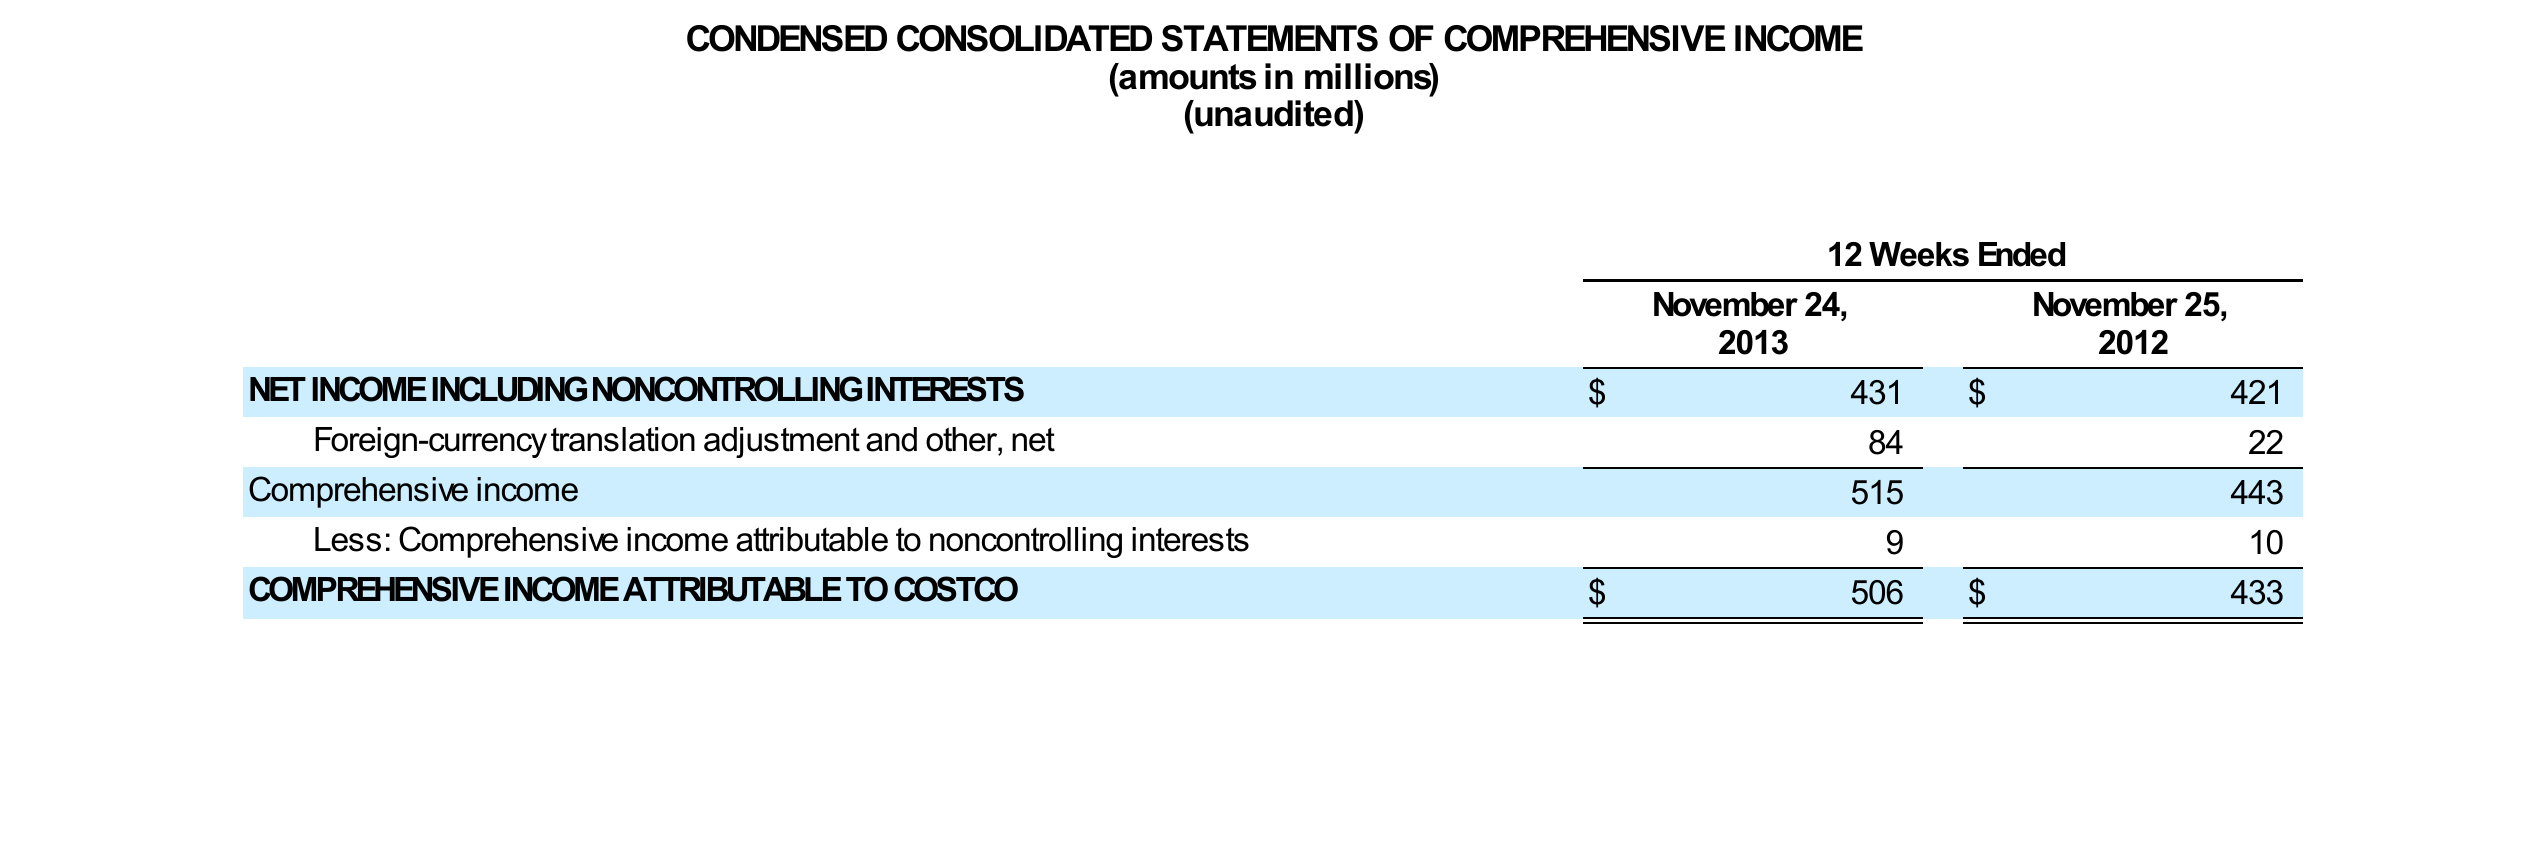 CONDENSED CONSOLIDATED STATEMENTS OF COMPREHENSIVE INCOME
(amounts in millions)
(unaudited)
12 Weeks Ended
November 24, 2013 November 25, 2012
NET INCOME INCLUDING NONCONTROLLING INTERESTS $ 431 $ 421
Foreign-currency translation adjustment and other, net 84 22
Comprehensive income 515 443
Less: Comprehensive income attributable to noncontrolling interests 9 10
COMPREHENSIVE INCOME ATTRIBUTABLE TO COSTCO $ 506 $ 433